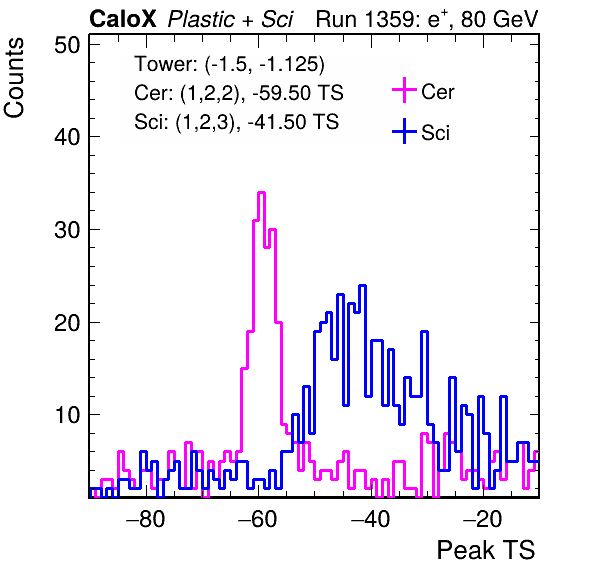 CaloX Plastic + Sci Run 1359: e+, 80 GeV
Counts
50
40
30
20
10
Tower: (-1.5, -1.125)
Cer: (1,2,2), -59.50 TS
Sci: (1,2,3), -41.50 TS
Cer
Sci
−80 −60 −40 −20
Peak TS